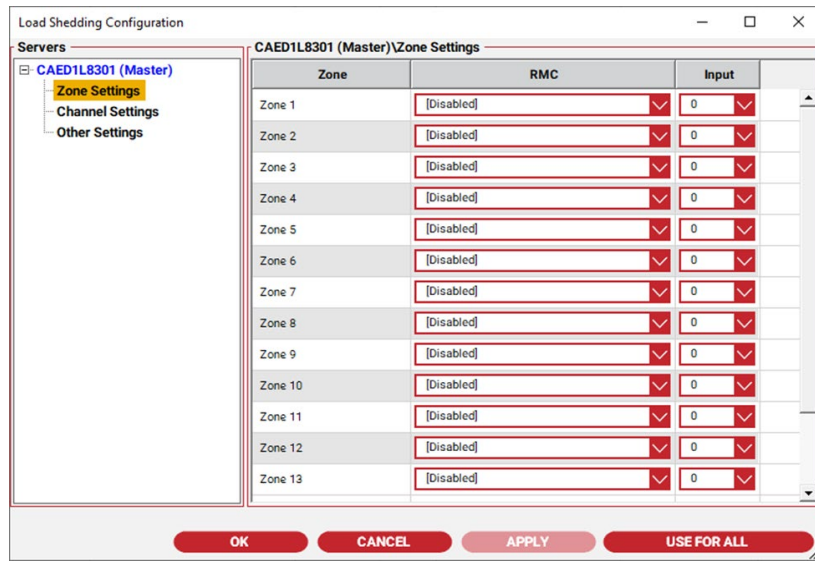 Load Shedding Configuration
Servers
CAED1L8301 (Master)
Zone Settings
Channel Settings
Other Settings
CAED1L8301 (Master)\Zone Settings
Zone RMC Input
Zone 1 [Disabled] 0
Zone 2 [Disabled] 0
Zone 3 [Disabled] 0
Zone 4 [Disabled] 0
Zone 5 [Disabled] 0
Zone 6 [Disabled] 0
Zone 7 [Disabled] 0
Zone 8 [Disabled] 0
Zone 9 [Disabled] 0
Zone 10 [Disabled] 0
Zone 11 [Disabled] 0
Zone 12 [Disabled] 0
Zone 13 [Disabled] 0
OK CANCEL APPLY USE FOR ALL